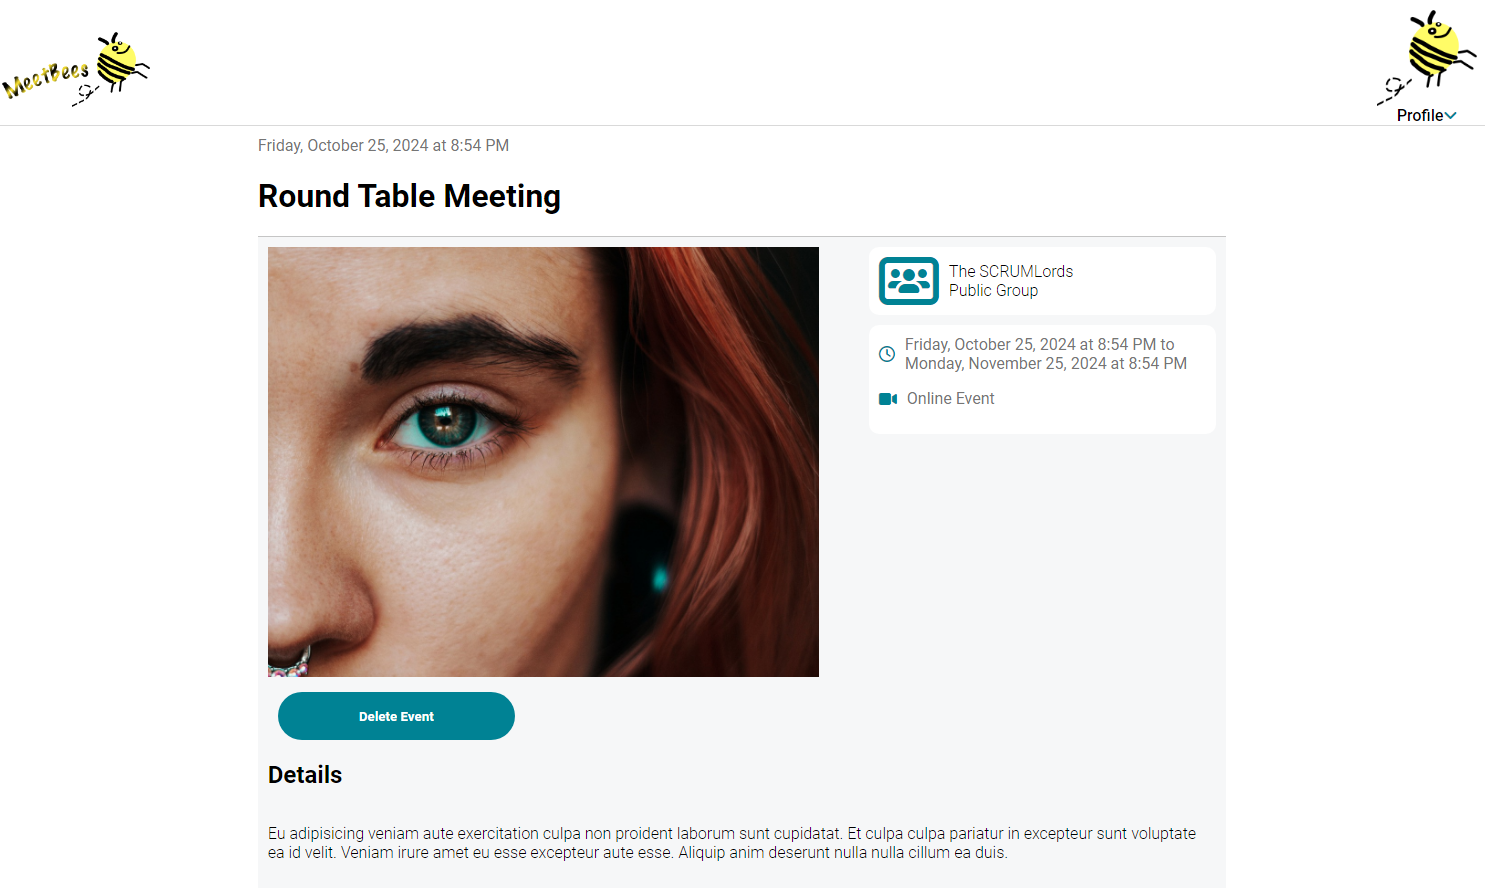 MeetBees
Profile
Friday, October 25, 2024 at 8:54 PM
Round Table Meeting
The SCRUMLords
Public Group
Friday, October 25, 2024 at 8:54 PM to
Monday, November 25, 2024 at 8:54 PM
Online Event
Delete Event
Details
Eu adipisicing veniam aute exercitation culpa non proident laborum sunt cupidatat. Et culpa culpa pariatur in excepteur sunt voluptate
ea id velit. Veniam irure amet eu esse excepteur aute esse. Aliquip anim deserunt nulla nulla cillum ea duis.